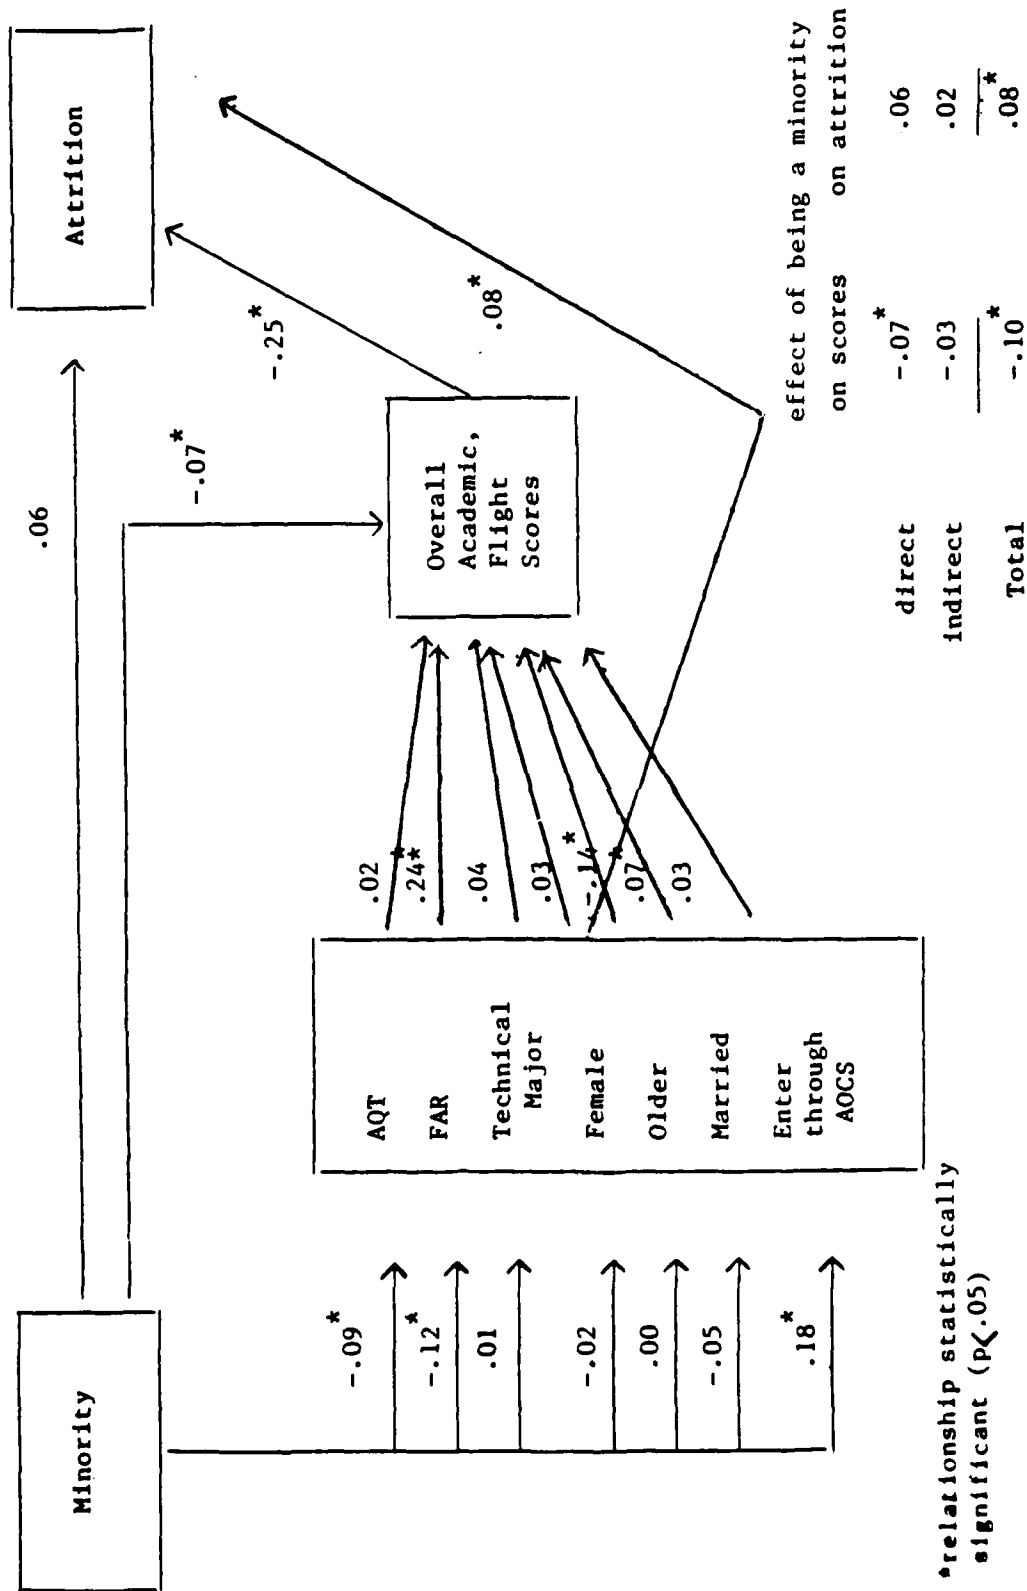 Minority
Attrition
.06
-.07*
-.25*
.08*
Overall
Academic,
Flight
Scores
-.09*
-.12*
.01
-.02
.00
-.05
.18*
AQT
FAR
Technical
Major
Female
Older
Married
Enter
through
AOCS
.02
.24*
.04
.03
-.14*
.07*
.03
effect of being a minority
on scores on attrition
direct -.07* .06
indirect -.03 .02
Total -.10* .08*
*relationship statistically
significant (p<.05)